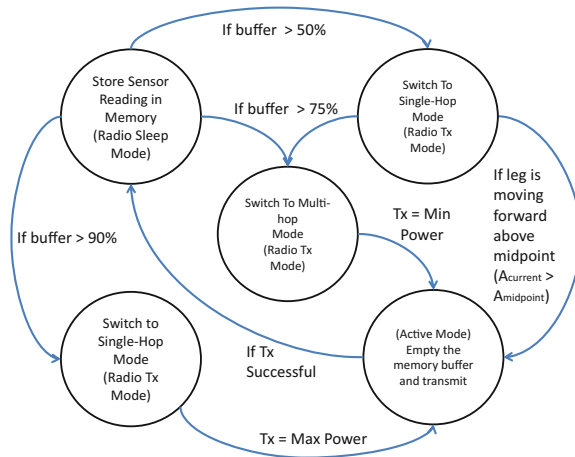 If buffer > 50%
Store Sensor
Reading in
Memory
(Radio Sleep
Mode)
Switch To
Single-Hop
Mode
(Radio Tx
Mode)
If buffer > 75%
If leg is
moving
forward
above
midpoint
(Acurrent >
Amidpoint)
Switch To Multi-
hop
Mode
(Radio Tx
Mode)
Tx = Min
Power
If buffer > 90%
Switch to
Single-Hop
Mode
(Radio Tx
Mode)
If Tx
Successful
(Active Mode)
Empty the
memory buffer
and transmit
Tx = Max Power